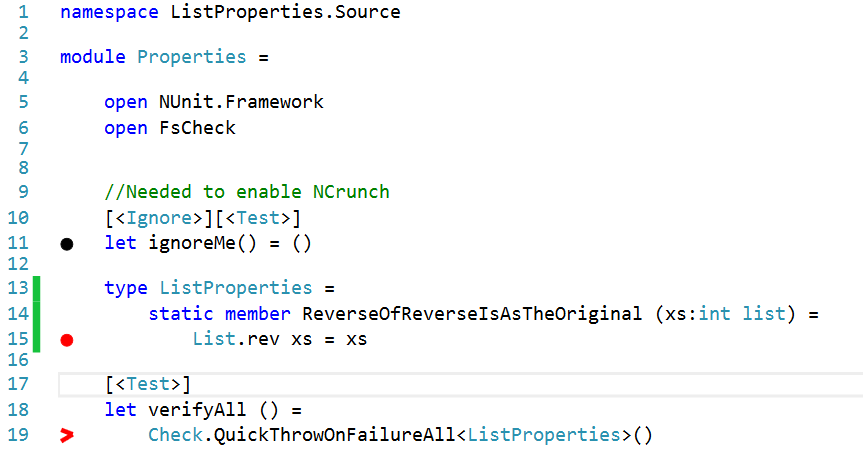 1 namespace ListProperties.Source
2
3 module Properties =
4
5 open NUnit.Framework
6 open FsCheck
7
8
9 //Needed to enable NCrunch
10 [<Ignore>][<Test>]
11 let ignoreMe() = ()
12
13 type ListProperties =
14 static member ReverseOfReverseIsAsTheOriginal (xs:int list) =
15 List.rev xs = xs
16
17 [<Test>]
18 let verifyAll () =
19 Check.QuickThrowOnFailureAll<ListProperties>()